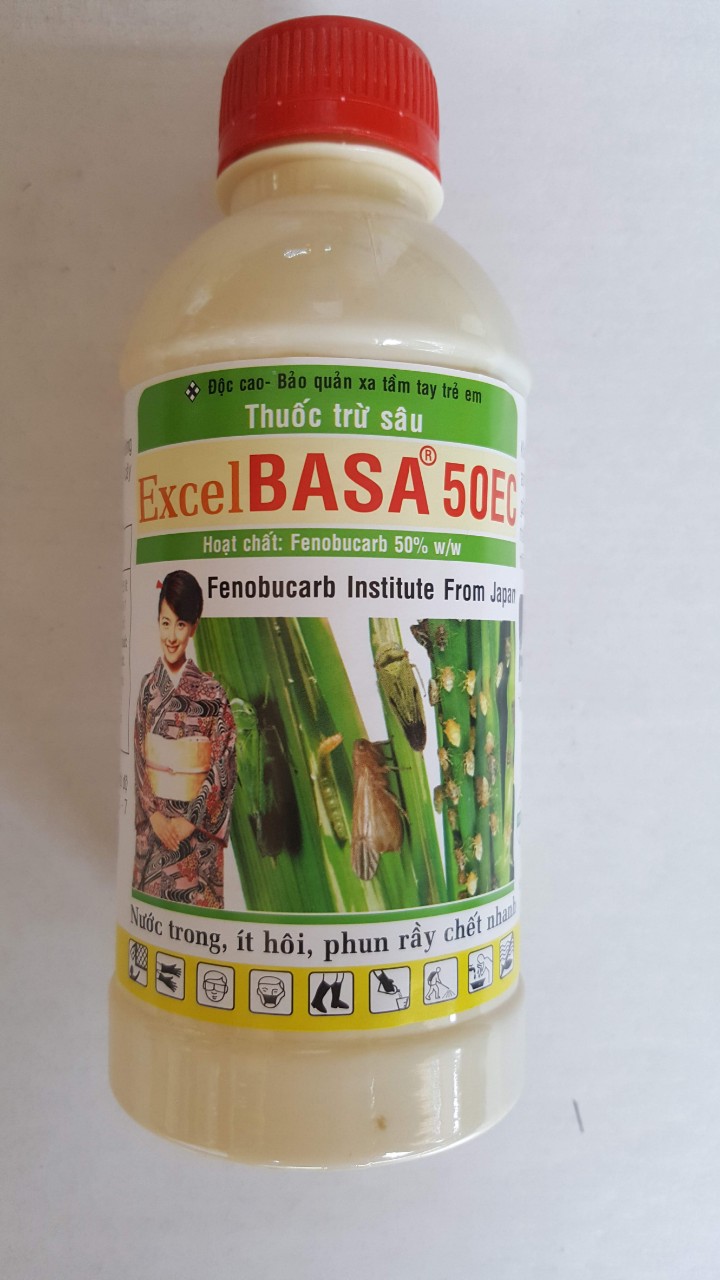 Độc cao- Bảo quản xa tầm tay trẻ em
Thuốc trừ sâu
ExcelBASA® 50EC
Hoạt chất: Fenobucarb 50% w/w
Fenobucarb Institute From Japan
Nước trong, ít hôi, phun rầy chết nhanh